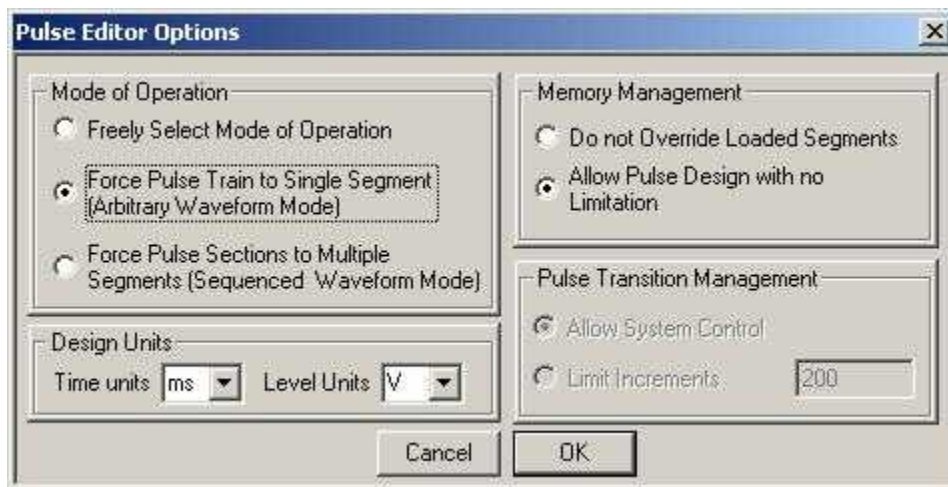 Pulse Editor Options
Mode of Operation
Freely Select Mode of Operation
Force Pulse Train to Single Segment
(Arbitrary Waveform Mode)
Force Pulse Sections to Multiple
Segments (Sequenced Waveform Mode)
Design Units
Time units ms Level Units V
Memory Management
Do not Override Loaded Segments
Allow Pulse Design with no
Limitation
Pulse Transition Management
Allow System Control
Limit Increments 200
Cancel OK